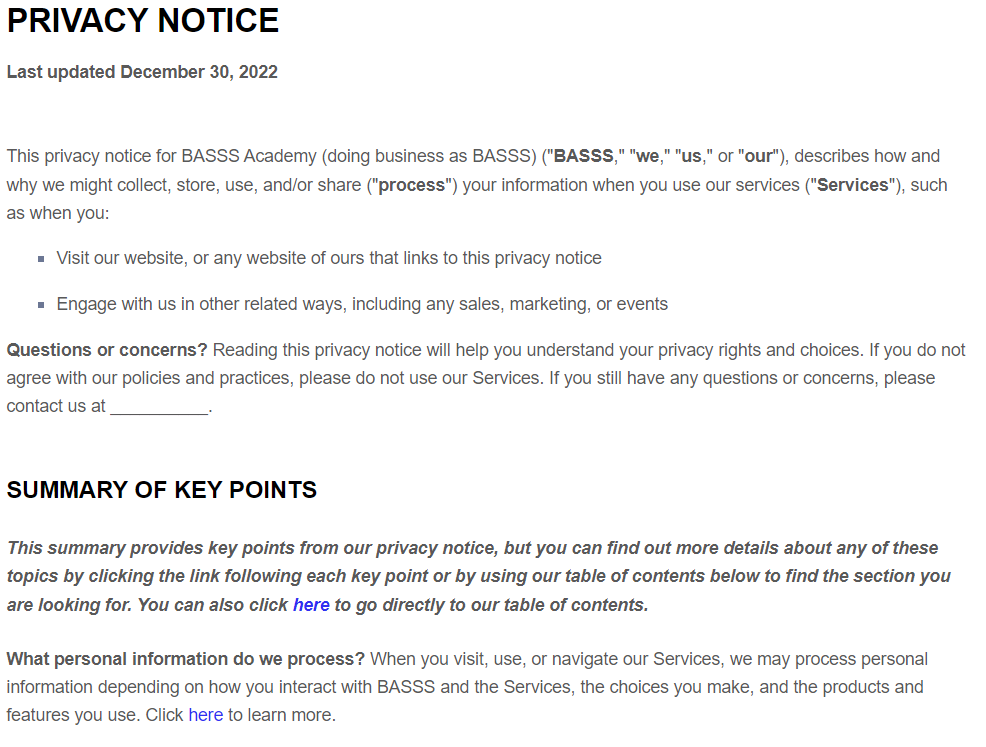 PRIVACY NOTICE
Last updated December 30, 2022
This privacy notice for BASSS Academy (doing business as BASSS) ("BASSS," "we," "us," or "our"), describes how and
why we might collect, store, use, and/or share ("process") your information when you use our services ("Services"), such
as when you:
Visit our website, or any website of ours that links to this privacy notice
Engage with us in other related ways, including any sales, marketing, or events
Questions or concerns? Reading this privacy notice will help you understand your privacy rights and choices. If you do not
agree with our policies and practices, please do not use our Services. If you still have any questions or concerns, please
contact us at __________.
SUMMARY OF KEY POINTS
This summary provides key points from our privacy notice, but you can find out more details about any of these
topics by clicking the link following each key point or by using our table of contents below to find the section you
are looking for. You can also click here to go directly to our table of contents.
What personal information do we process? When you visit, use, or navigate our Services, we may process personal
information depending on how you interact with BASSS and the Services, the choices you make, and the products and
features you use. Click here to learn more.